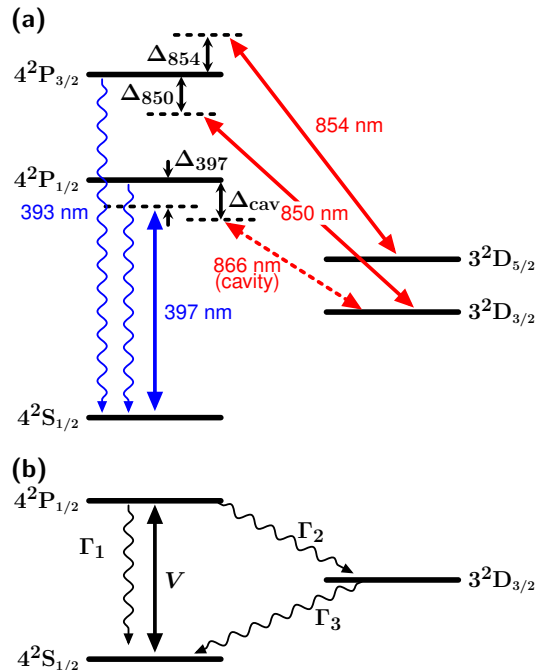 (a)
Δ₈₅₄
4²P₃/₂
Δ₈₅₀
854 nm
Δ₃₉₇
4²P₁/₂
Δcav
393 nm
850 nm
3²D₅/₂
866 nm
(cavity)
397 nm
3²D₃/₂
4²S₁/₂
(b)
4²P₁/₂
Γ₂
Γ₁
V
3²D₃/₂
Γ₃
4²S₁/₂